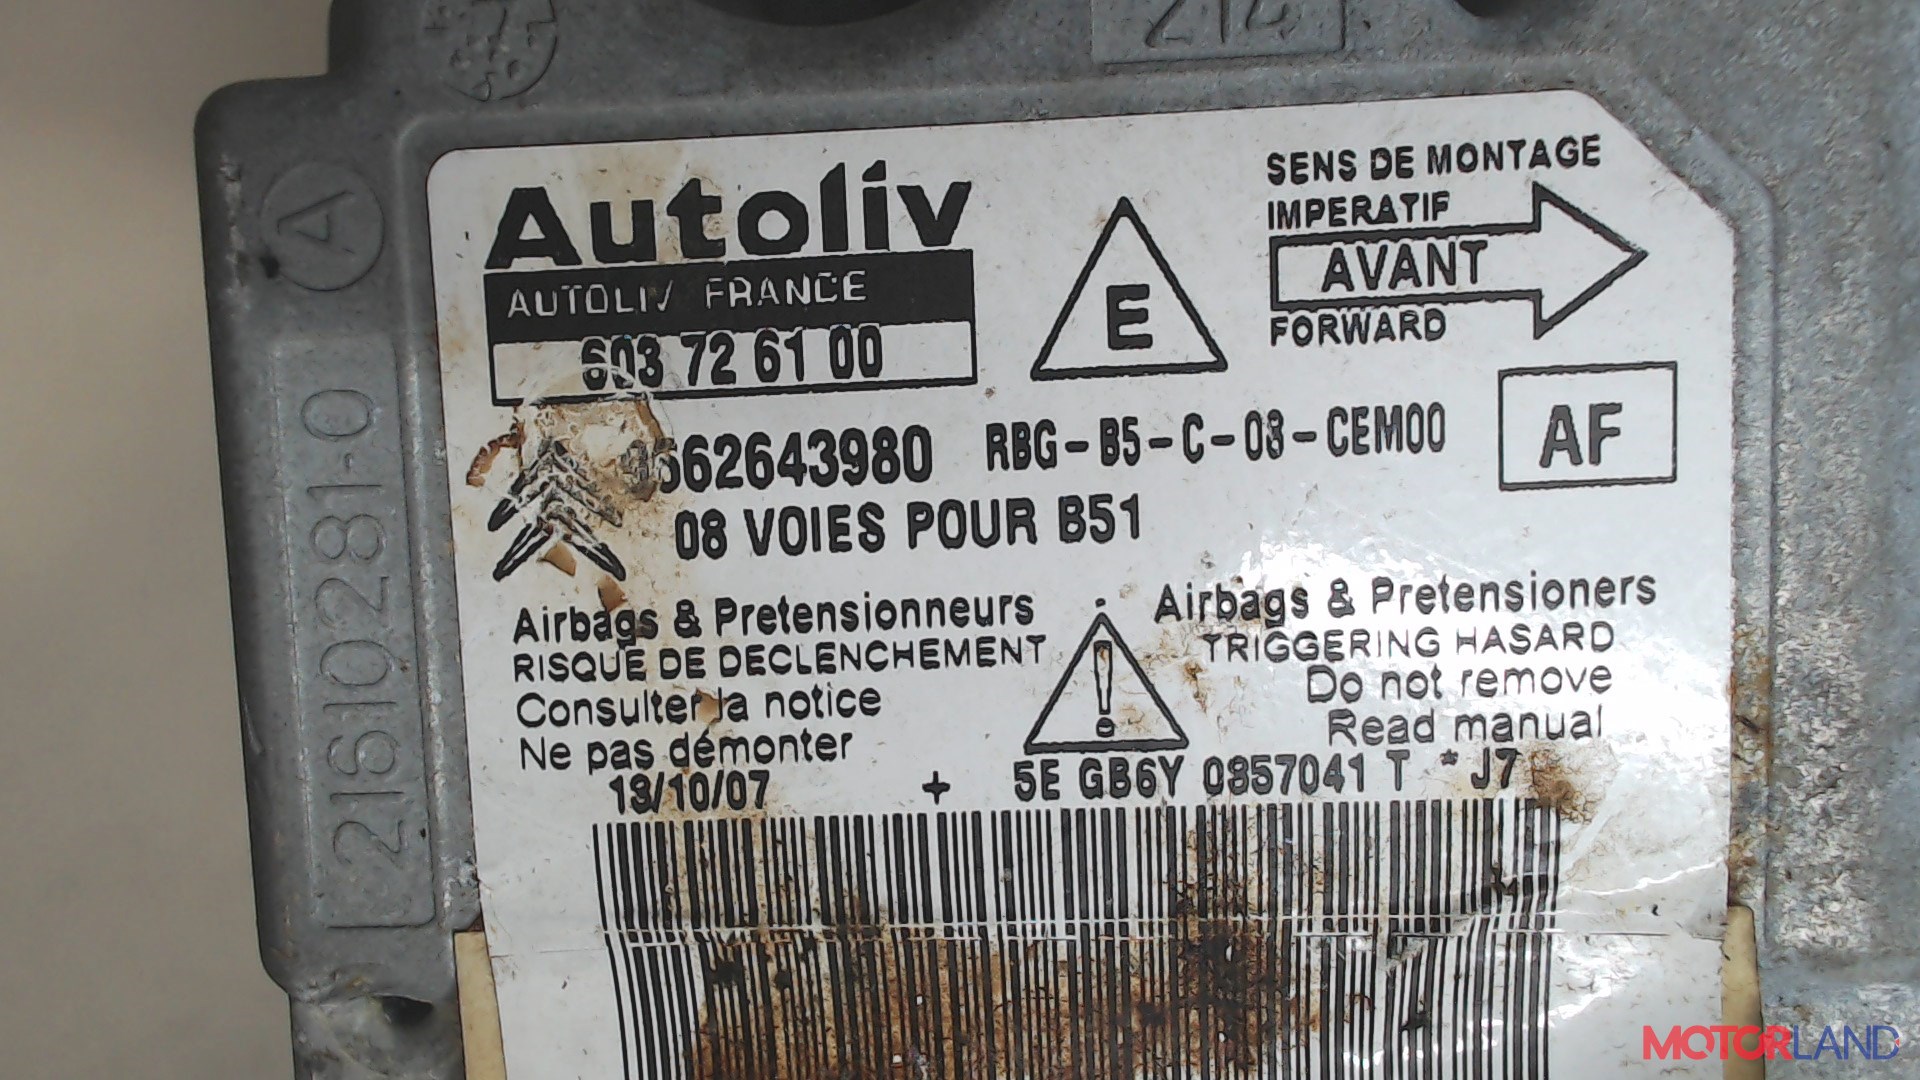 214
A
21610281-0
Autoliv
AUTOLIV FRANCE
603 72 61 00
E
SENS DE MONTAGE
IMPERATIF
AVANT
FORWARD
9662643980 RBG-B5-C-08-CEM00
AF
08 VOIES POUR B51
Airbags & Pretensionneurs
RISQUE DE DECLENCHEMENT
Consulter la notice
Ne pas démonter
!
Airbags & Pretensioners
TRIGGERING HASARD
Do not remove
Read manual
18/10/07 + 5E GB6Y 0857041 T * J7
MOTORLAND